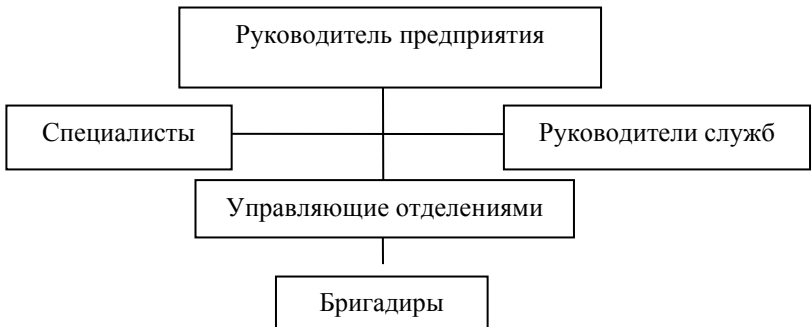 Руководитель предприятия
Специалисты
Руководители служб
Управляющие отделениями
Бригадиры